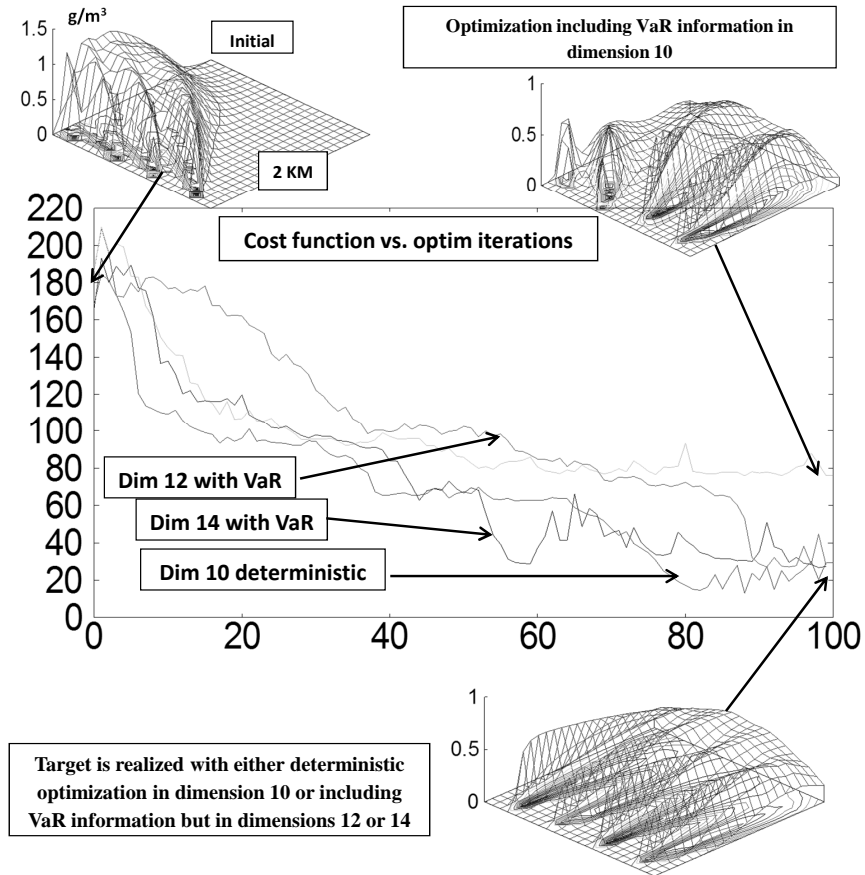 g/m³
1.5
1
0.5
0
Initial
2 KM
Optimization including VaR information in
dimension 10
1
0.5
0
220
200
180
160
140
120
100
80
60
40
20
0
Cost function vs. optim iterations
Dim 12 with VaR
Dim 14 with VaR
Dim 10 deterministic
0
20
40
60
80
100
1
0.5
0
Target is realized with either deterministic
optimization in dimension 10 or including
VaR information but in dimensions 12 or 14